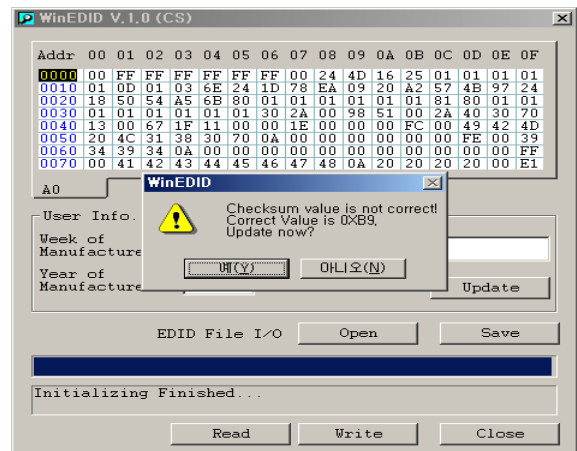 WinEDID V.1.0 (CS)
Addr 00 01 02 03 04 05 06 07 08 09 0A 0B 0C 0D 0E 0F
0000 00 FF FF FF FF FF FF 00 24 4D 16 25 01 01 01 01
0010 01 0D 01 03 6E 24 1D 78 EA 09 20 A2 57 4B 97 24
0020 18 50 54 A5 6B 80 01 01 01 01 01 01 81 80 01 01
0030 01 01 01 01 01 01 30 2A 00 98 51 00 2A 40 30 70
0040 13 00 67 1F 11 00 00 1E 00 00 00 FC 00 49 42 4D
0050 20 4C 31 38 30 70 0A 00 00 00 00 00 00 FE 00 39
0060 34 39 34 0A 00 00 00 00 00 00 00 00 00 00 00 FF
0070 00 41 42 43 44 45 46 47 48 0A 20 20 20 20 00 E1
A0
WinEDID
Checksum value is not correct!
Correct Value is 0XB9,
Update now?
예(Y)
아니오(N)
User Info.
Week of
Manufacture
Year of
Manufacture
Update
EDID File I/O
Open
Save
Initializing Finished...
Read
Write
Close